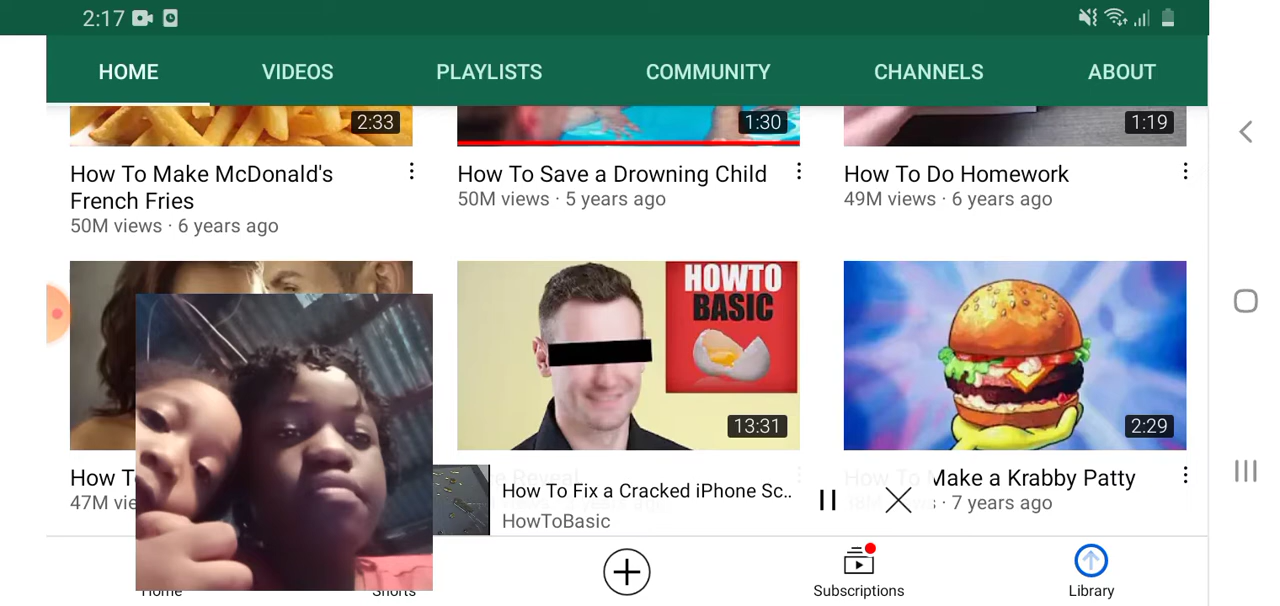 2:17
HOME VIDEOS PLAYLISTS COMMUNITY CHANNELS ABOUT
2:33 1:30 1:19
How To Make McDonald's
French Fries
50M views · 6 years ago
How To Save a Drowning Child
50M views · 5 years ago
How To Do Homework
49M views · 6 years ago
HOWTO
BASIC
13:31
2:29
How T
47M vie
e Reveal
How To Make a Krabby Patty
· 7 years ago
How To Fix a Cracked iPhone Sc..
HowToBasic
Home Shorts Subscriptions Library